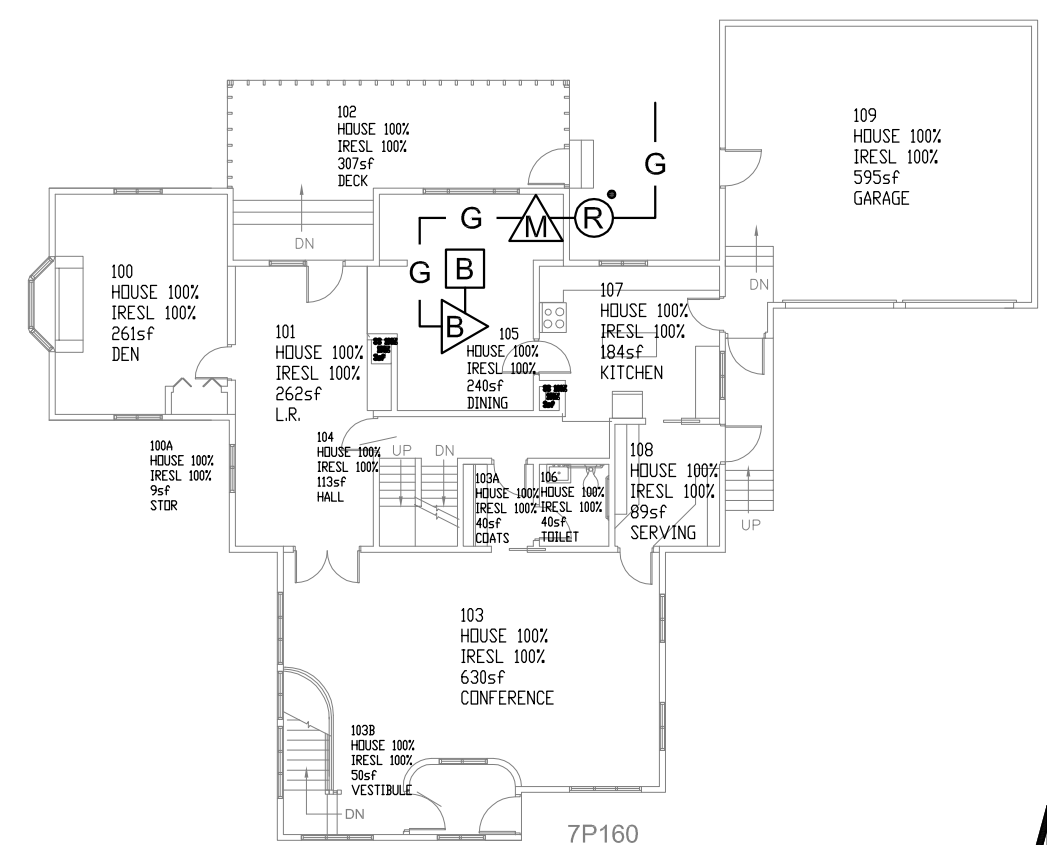 102
HOUSE 100%
IRESL 100%
307sf
DECK
109
HOUSE 100%
IRESL 100%
595sf
GARAGE
G
G
M
R
DN
G
B
B
DN
100
HOUSE 100%
IRESL 100%
261sf
DEN
101
HOUSE 100%
IRESL 100%
262sf
L.R.
105
HOUSE 100%
IRESL 100%
240sf
DINING
107
HOUSE 100%
IRESL 100%
184sf
KITCHEN
100A
HOUSE 100%
IRESL 100%
9sf
STOR
104
HOUSE 100%
IRESL 100%
113sf
HALL
UP
DN
103A
HOUSE 100%
IRESL 100%
40sf
COATS
106
HOUSE 100%
IRESL 100%
40sf
TOILET
108
HOUSE 100%
IRESL 100%
89sf
SERVING
UP
103
HOUSE 100%
IRESL 100%
630sf
CONFERENCE
103B
HOUSE 100%
IRESL 100%
50sf
VESTIBULE
DN
7P160